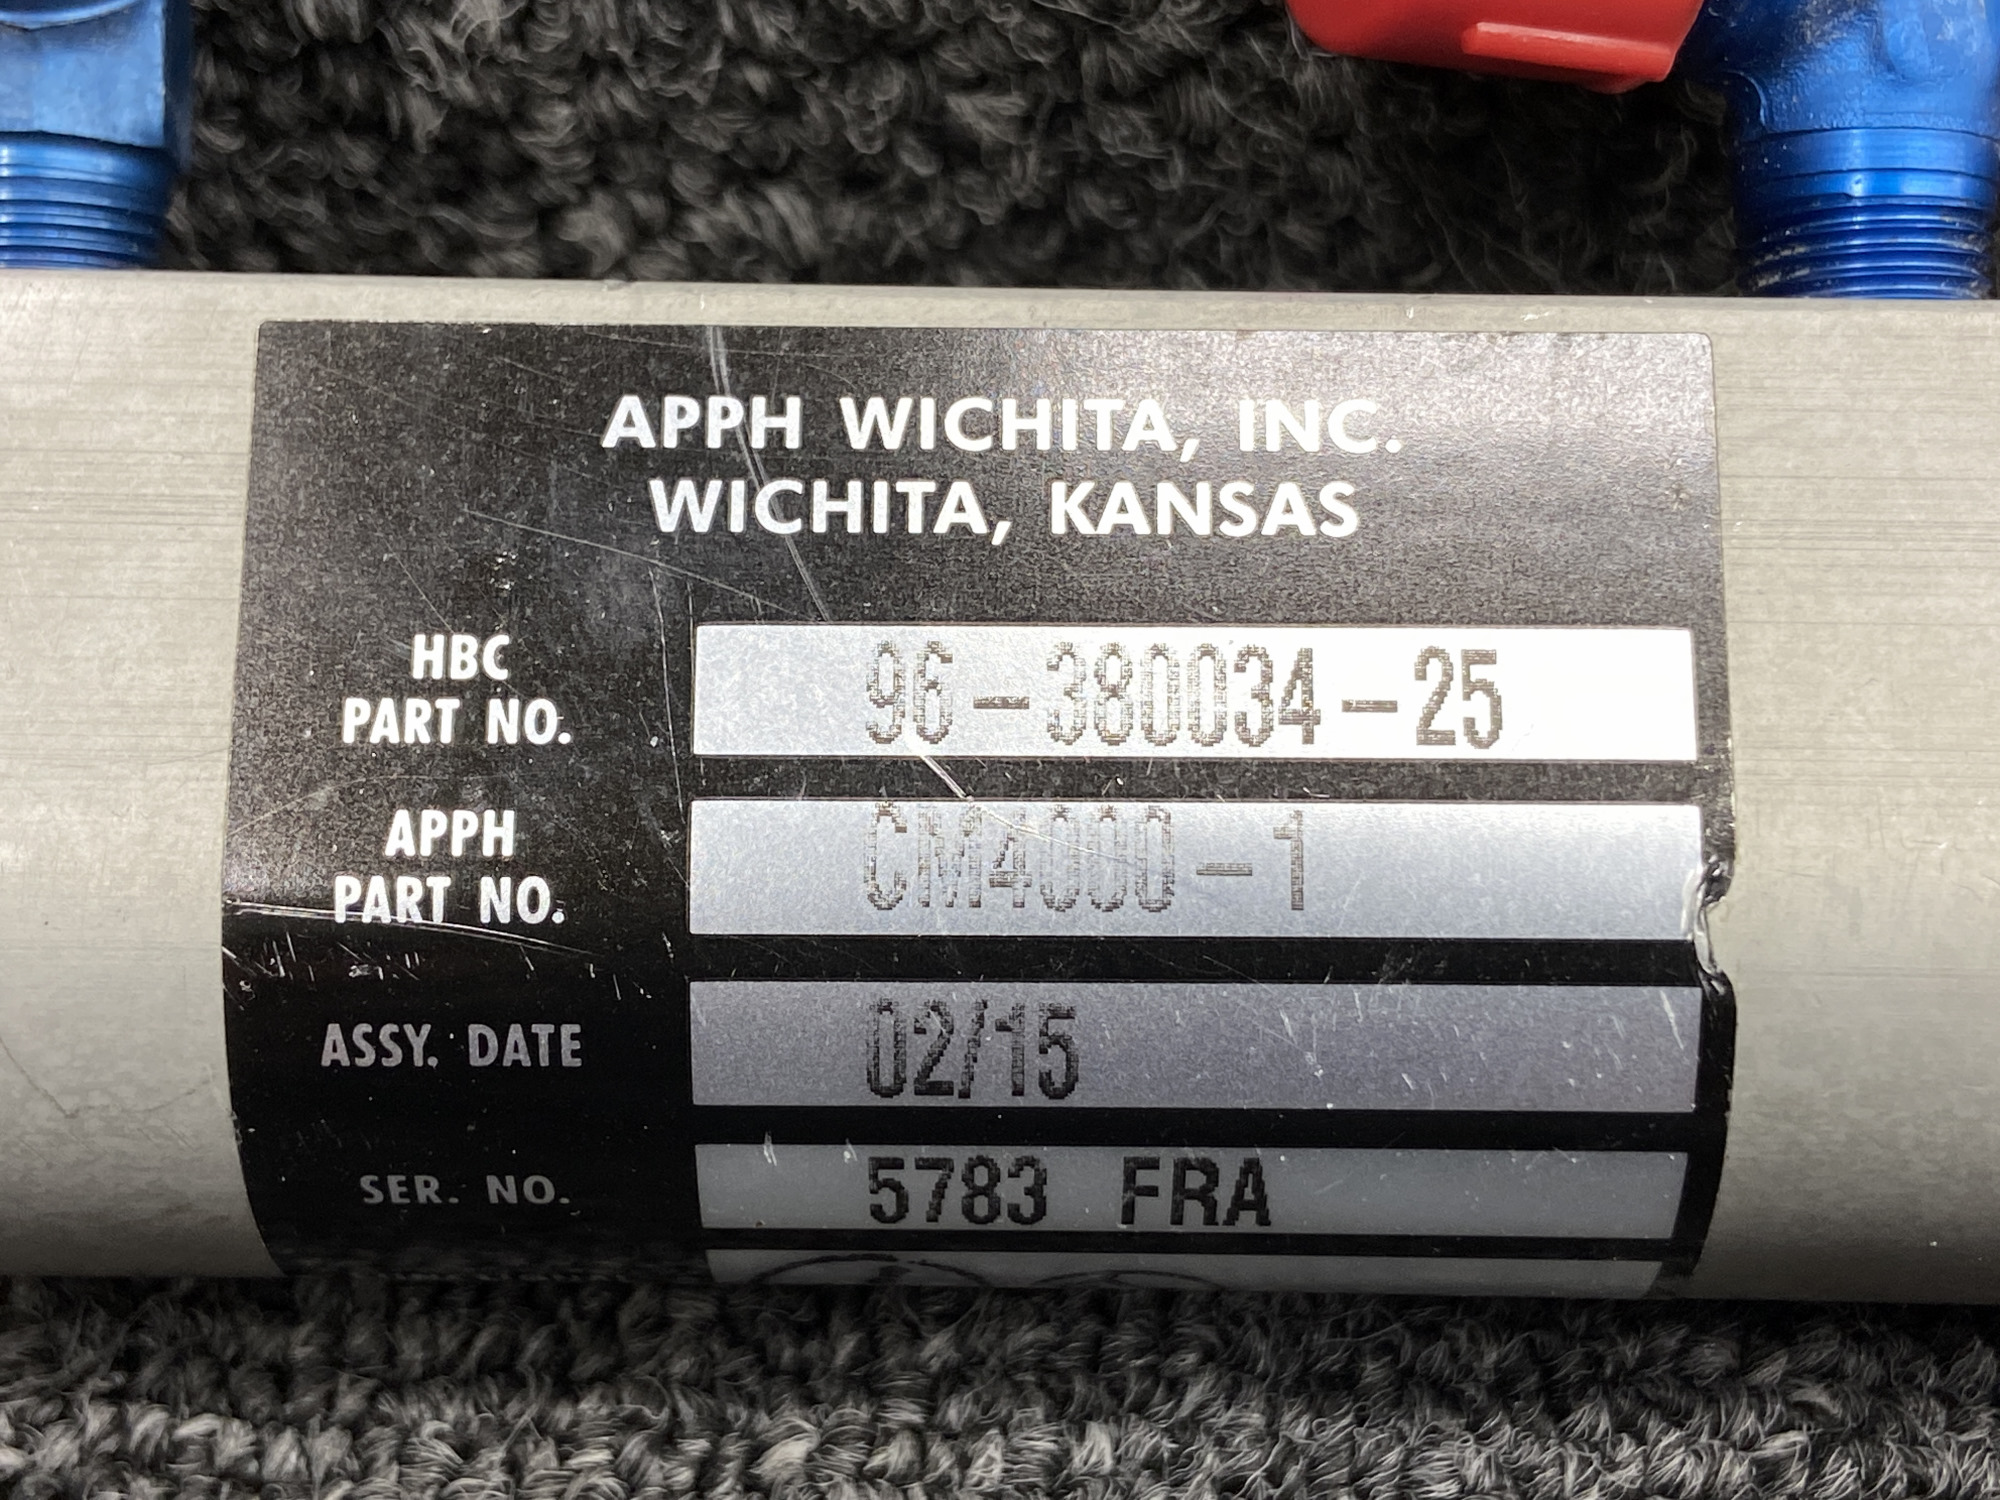 APPH WICHITA, INC.
WICHITA, KANSAS
HBC
PART NO.
96-380034-25
APPH
PART NO.
CM4000-1
ASSY. DATE
02/15
SER. NO.
5783 FRA